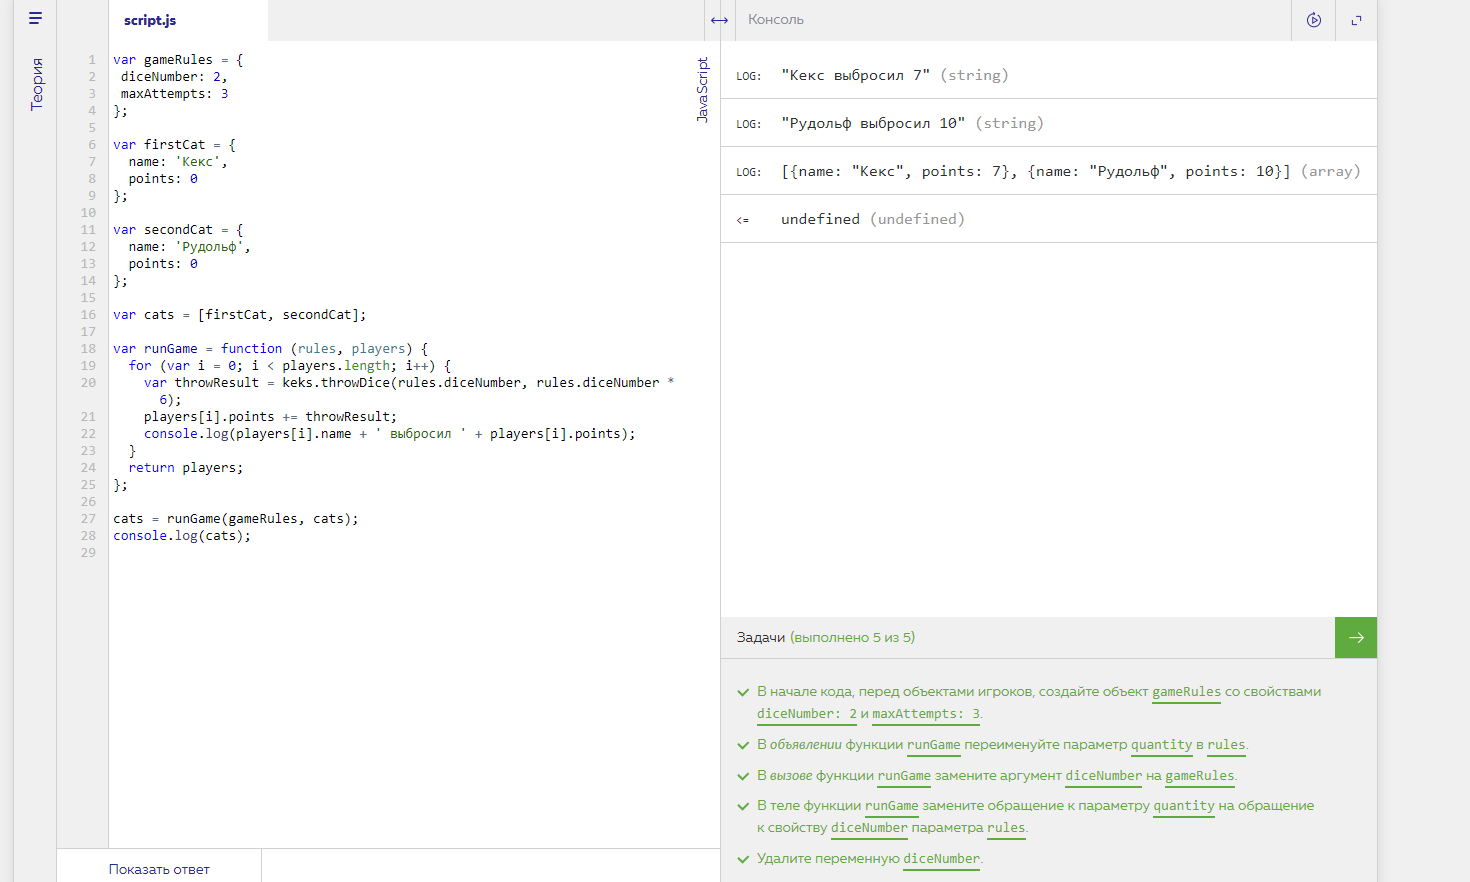 script.js
Консоль
Теория
JavaScript
1 var gameRules = {
2 diceNumber: 2,
3 maxAttempts: 3
4 };
5
6 var firstCat = {
7 name: 'Кекс',
8 points: 0
9 };
10
11 var secondCat = {
12 name: 'Рудольф',
13 points: 0
14 };
15
16 var cats = [firstCat, secondCat];
17
18 var runGame = function (rules, players) {
19 for (var i = 0; i < players.length; i++) {
20 var throwResult = keks.throwDice(rules.diceNumber, rules.diceNumber *
6);
21 players[i].points += throwResult;
22 console.log(players[i].name + ' выбросил ' + players[i].points);
23 }
24 return players;
25 };
26
27 cats = runGame(gameRules, cats);
28 console.log(cats);
29
Показать ответ
LOG: "Кекс выбросил 7" (string)
LOG: "Рудольф выбросил 10" (string)
LOG: [{name: "Кекс", points: 7}, {name: "Рудольф", points: 10}] (array)
<= undefined (undefined)
Задачи (выполнено 5 из 5)
В начале кода, перед объектами игроков, создайте объект gameRules со свойствами
diceNumber: 2 и maxAttempts: 3.
В объявлении функции runGame переименуйте параметр quantity в rules.
В вызове функции runGame замените аргумент diceNumber на gameRules.
В теле функции runGame замените обращение к параметру quantity на обращение
к свойству diceNumber параметра rules.
Удалите переменную diceNumber.